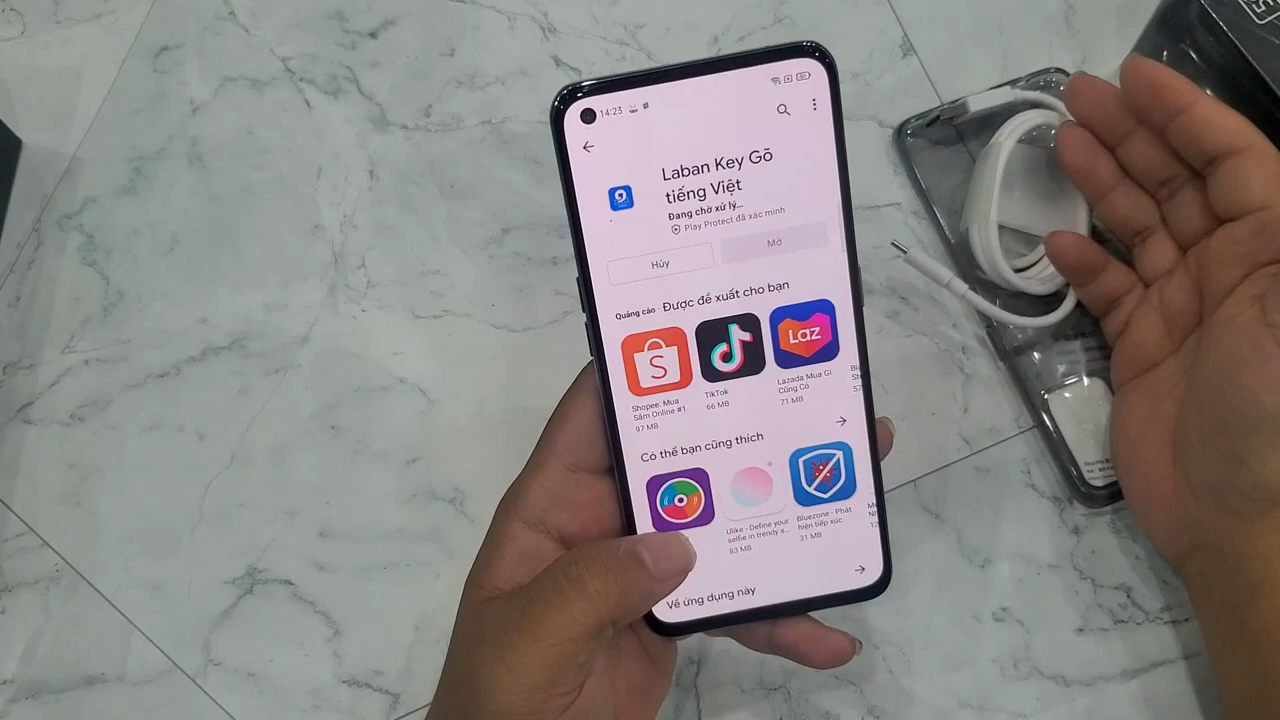 14:23
Laban Key Gõ
tiếng Việt
Đang chờ xử lý...
Play Protect đã xác minh
Hủy
Mở
Quảng cáo · Được đề xuất cho bạn
S
Laz
Shopee: Mua
Sắm Online #1
97 MB
TikTok
66 MB
Lazada Mua Gì
Cũng Có
71 MB
Có thể bạn cũng thích
Ulike - Define your
selfie in trendy s...
83 MB
Bluezone - Phát
hiện tiếp xúc
31 MB
Về ứng dụng này